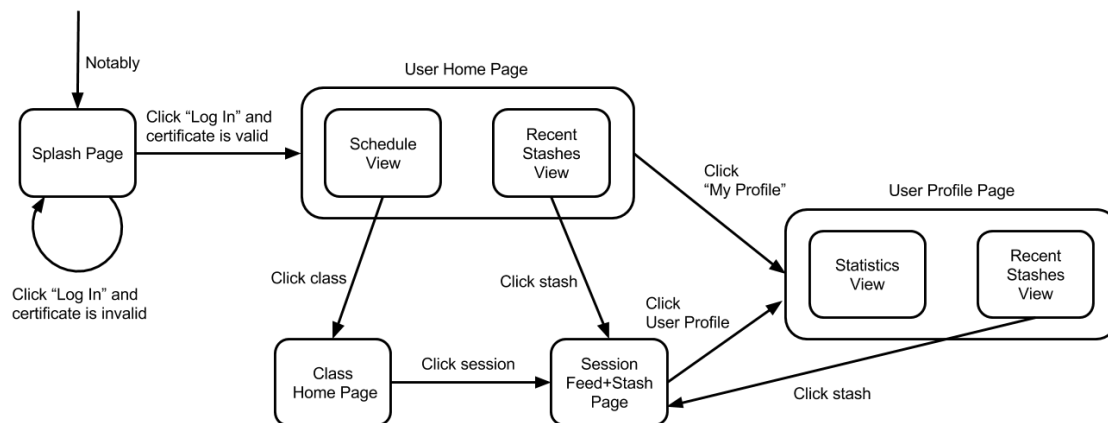 Notably
Splash Page
Click “Log In” and
certificate is invalid
Click “Log In” and
certificate is valid
User Home Page
Schedule
View
Recent
Stashes
View
Click class
Click stash
Class
Home Page
Click session
Session
Feed+Stash
Page
Click
“My Profile”
Click
User Profile
User Profile Page
Statistics
View
Recent
Stashes
View
Click stash